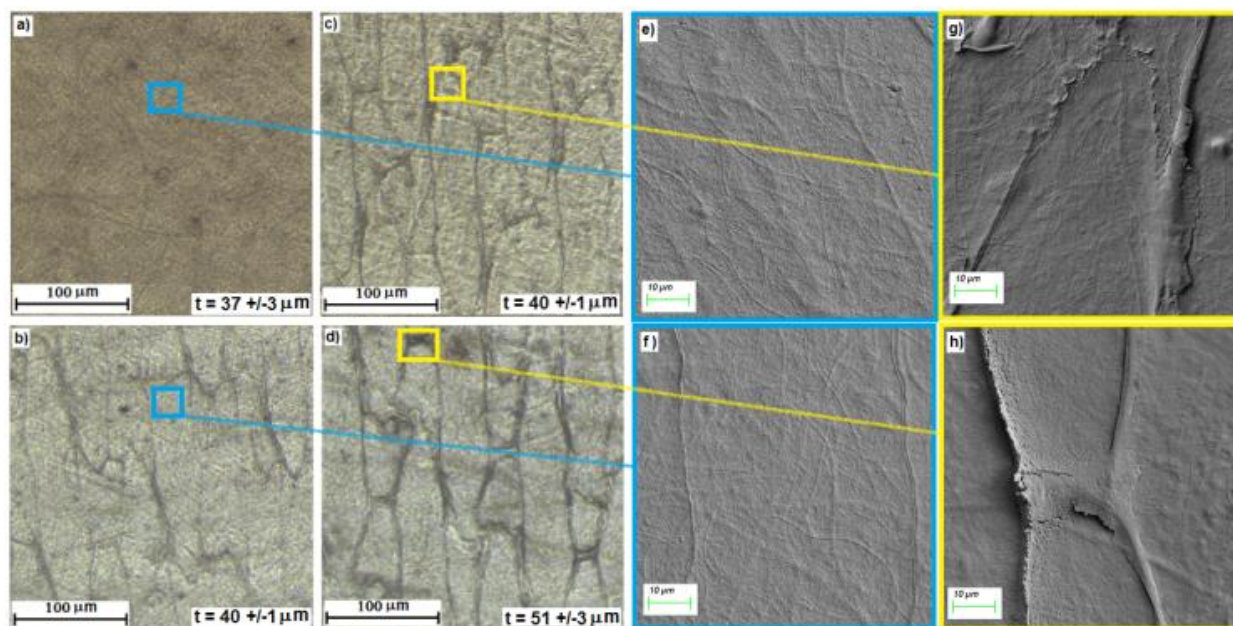 a)
100 μm
t = 37 +/-3 μm
c)
100 μm
t = 40 +/-1 μm
e)
10 μm
g)
10 μm
b)
100 μm
t = 40 +/-1 μm
d)
100 μm
t = 51 +/-3 μm
f)
10 μm
h)
10 μm